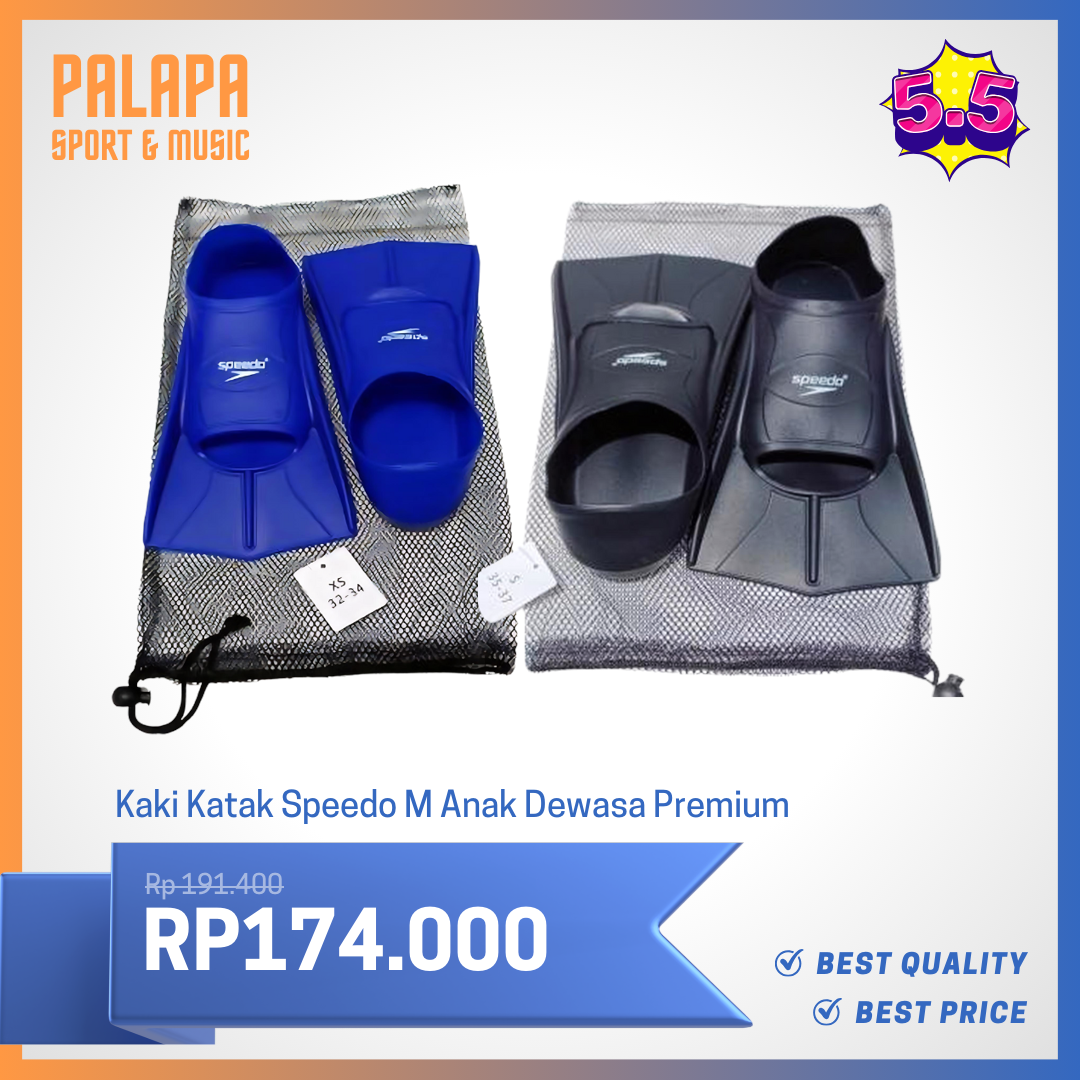 PALAPA
SPORT & MUSIC
5.5
speedo
speedo
speedo
speedo
XS
32-34
S
35-37
Kaki Katak Speedo M Anak Dewasa Premium
Rp 191.400
RP174.000
BEST QUALITY
BEST PRICE